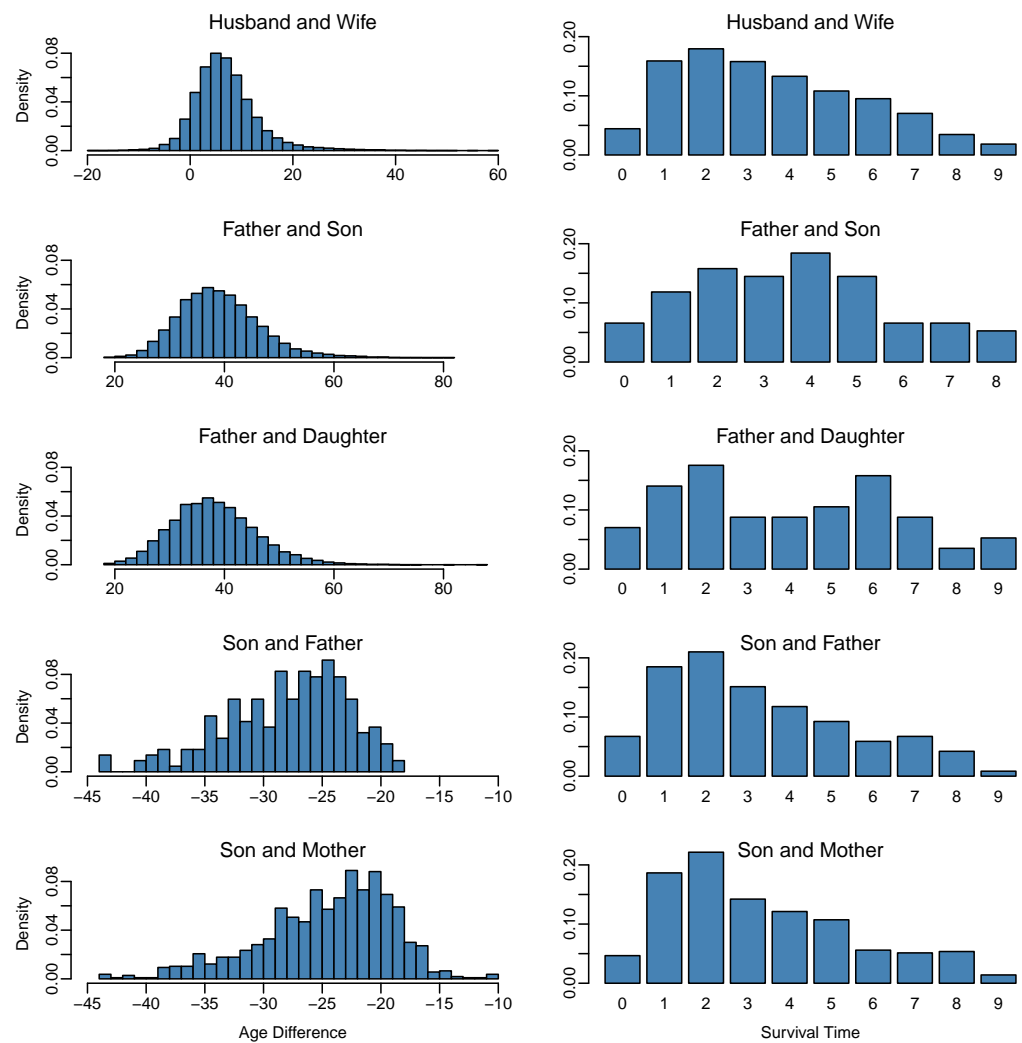 Husband and Wife
Density
0.00 0.04 0.08
−20 0 20 40 60
Husband and Wife
0.00 0.10 0.20
0 1 2 3 4 5 6 7 8 9
Father and Son
Density
0.00 0.04 0.08
20 40 60 80
Father and Son
0.00 0.10 0.20
0 1 2 3 4 5 6 7 8
Father and Daughter
Density
0.00 0.04 0.08
20 40 60 80
Father and Daughter
0.00 0.10 0.20
0 1 2 3 4 5 6 7 8 9
Son and Father
Density
0.00 0.04 0.08
−45 −40 −35 −30 −25 −20 −15 −10
Son and Father
0.00 0.10 0.20
0 1 2 3 4 5 6 7 8 9
Son and Mother
Density
0.00 0.04 0.08
−45 −40 −35 −30 −25 −20 −15 −10
Age Difference
Son and Mother
0.00 0.10 0.20
0 1 2 3 4 5 6 7 8 9
Survival Time